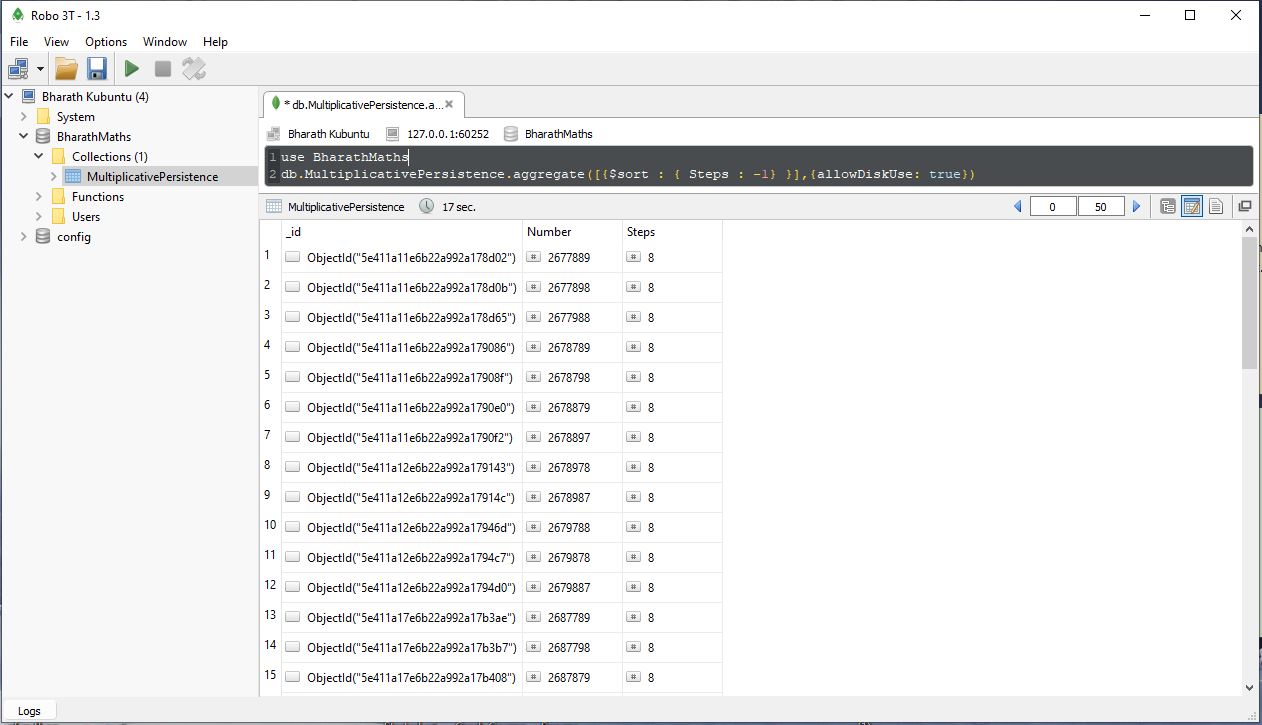 Robo 3T - 1.3
File View Options Window Help
Bharath Kubuntu (4)
System
BharathMaths
Collections (1)
MultiplicativePersistence
Functions
Users
config
* db.MultiplicativePersistence.a...
Bharath Kubuntu 127.0.0.1:60252 BharathMaths
1 use BharathMaths
2 db.MultiplicativePersistence.aggregate([{$sort : { Steps : -1} }],{allowDiskUse: true})
MultiplicativePersistence 17 sec. 0 50
_id Number Steps
1 ObjectId("5e411a11e6b22a992a178d02") # 2677889 # 8
2 ObjectId("5e411a11e6b22a992a178d0b") # 2677898 # 8
3 ObjectId("5e411a11e6b22a992a178d65") # 2677988 # 8
4 ObjectId("5e411a11e6b22a992a179086") # 2678789 # 8
5 ObjectId("5e411a11e6b22a992a17908f") # 2678798 # 8
6 ObjectId("5e411a11e6b22a992a1790e0") # 2678879 # 8
7 ObjectId("5e411a11e6b22a992a1790f2") # 2678897 # 8
8 ObjectId("5e411a12e6b22a992a179143") # 2678978 # 8
9 ObjectId("5e411a12e6b22a992a17914c") # 2678987 # 8
10 ObjectId("5e411a12e6b22a992a17946d") # 2679788 # 8
11 ObjectId("5e411a12e6b22a992a1794c7") # 2679878 # 8
12 ObjectId("5e411a12e6b22a992a1794d0") # 2679887 # 8
13 ObjectId("5e411a17e6b22a992a17b3ae") # 2687789 # 8
14 ObjectId("5e411a17e6b22a992a17b3b7") # 2687798 # 8
15 ObjectId("5e411a17e6b22a992a17b408") # 2687879 # 8
Logs